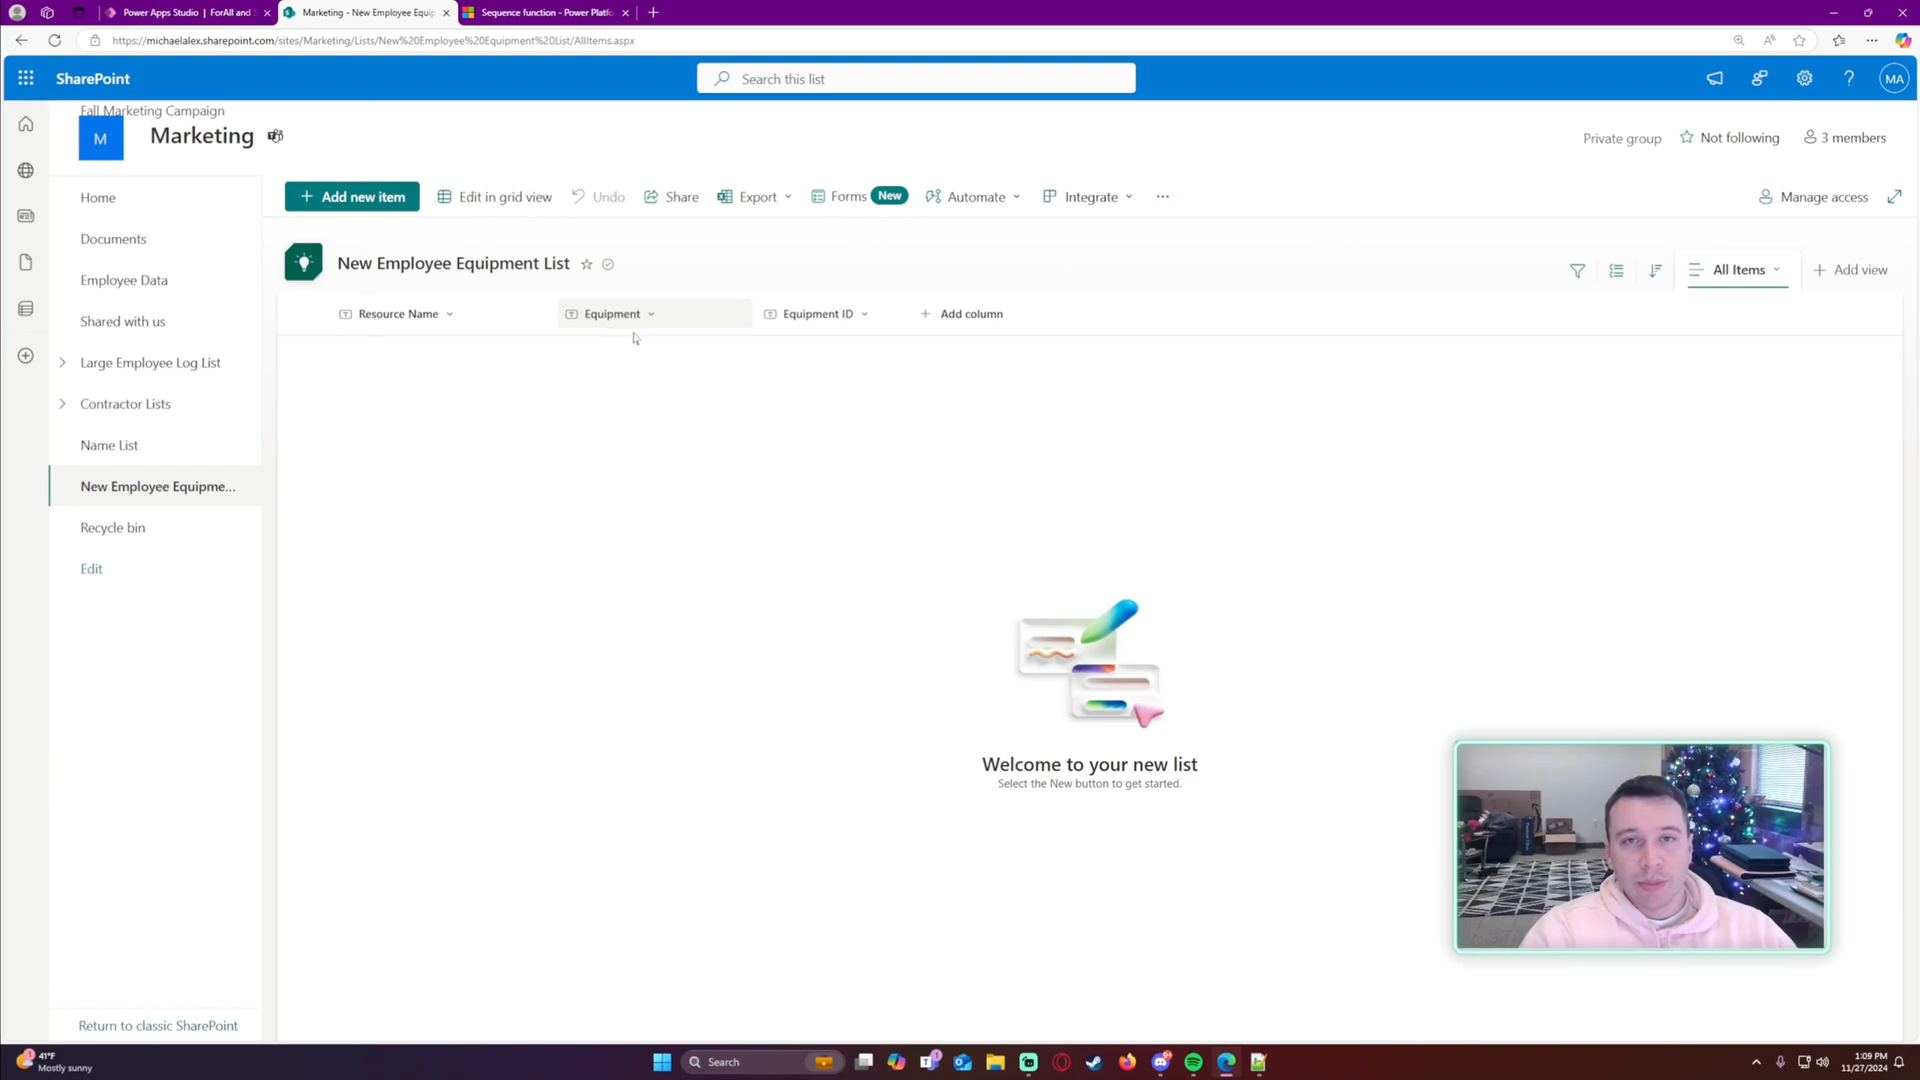 Power Apps Studio | ForAll and S
Marketing - New Employee Equip
Sequence function - Power Platfo
https://michaelalex.sharepoint.com/sites/Marketing/Lists/New%20Employee%20Equipment%20List/AllItems.aspx
SharePoint
Search this list
MA
Fall Marketing Campaign
M
Marketing
Private group
Not following
3 members
Home
Documents
Employee Data
Shared with us
Large Employee Log List
Contractor Lists
Name List
New Employee Equipme...
Recycle bin
Edit
Return to classic SharePoint
Add new item
Edit in grid view
Undo
Share
Export
Forms New
Automate
Integrate
Manage access
New Employee Equipment List
All Items
Add view
Resource Name
Equipment
Equipment ID
Add column
Welcome to your new list
Select the New button to get started.
41°F
Mostly sunny
Search
1:09 PM
11/27/2024